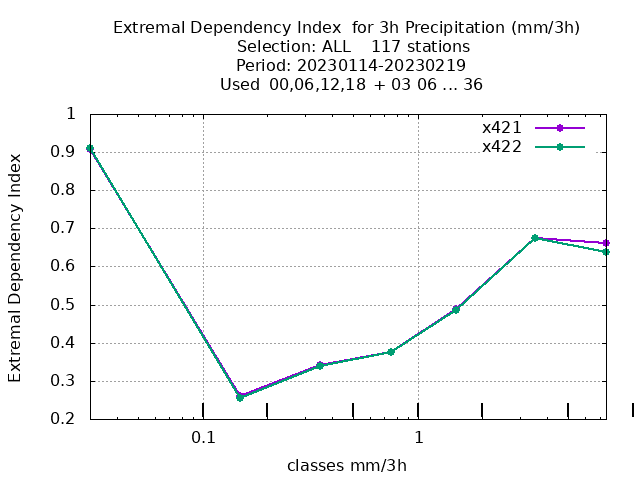 Extremal Dependency Index  for 3h Precipitation (mm/3h)
Selection: ALL    117 stations
Period: 20230114-20230219
Used  00,06,12,18  + 03 06 ... 36
x421
x422
1
0.9
0.8
0.7
0.6
0.5
0.4
0.3
0.2
Extremal Dependency Index
0.1
1
classes mm/3h